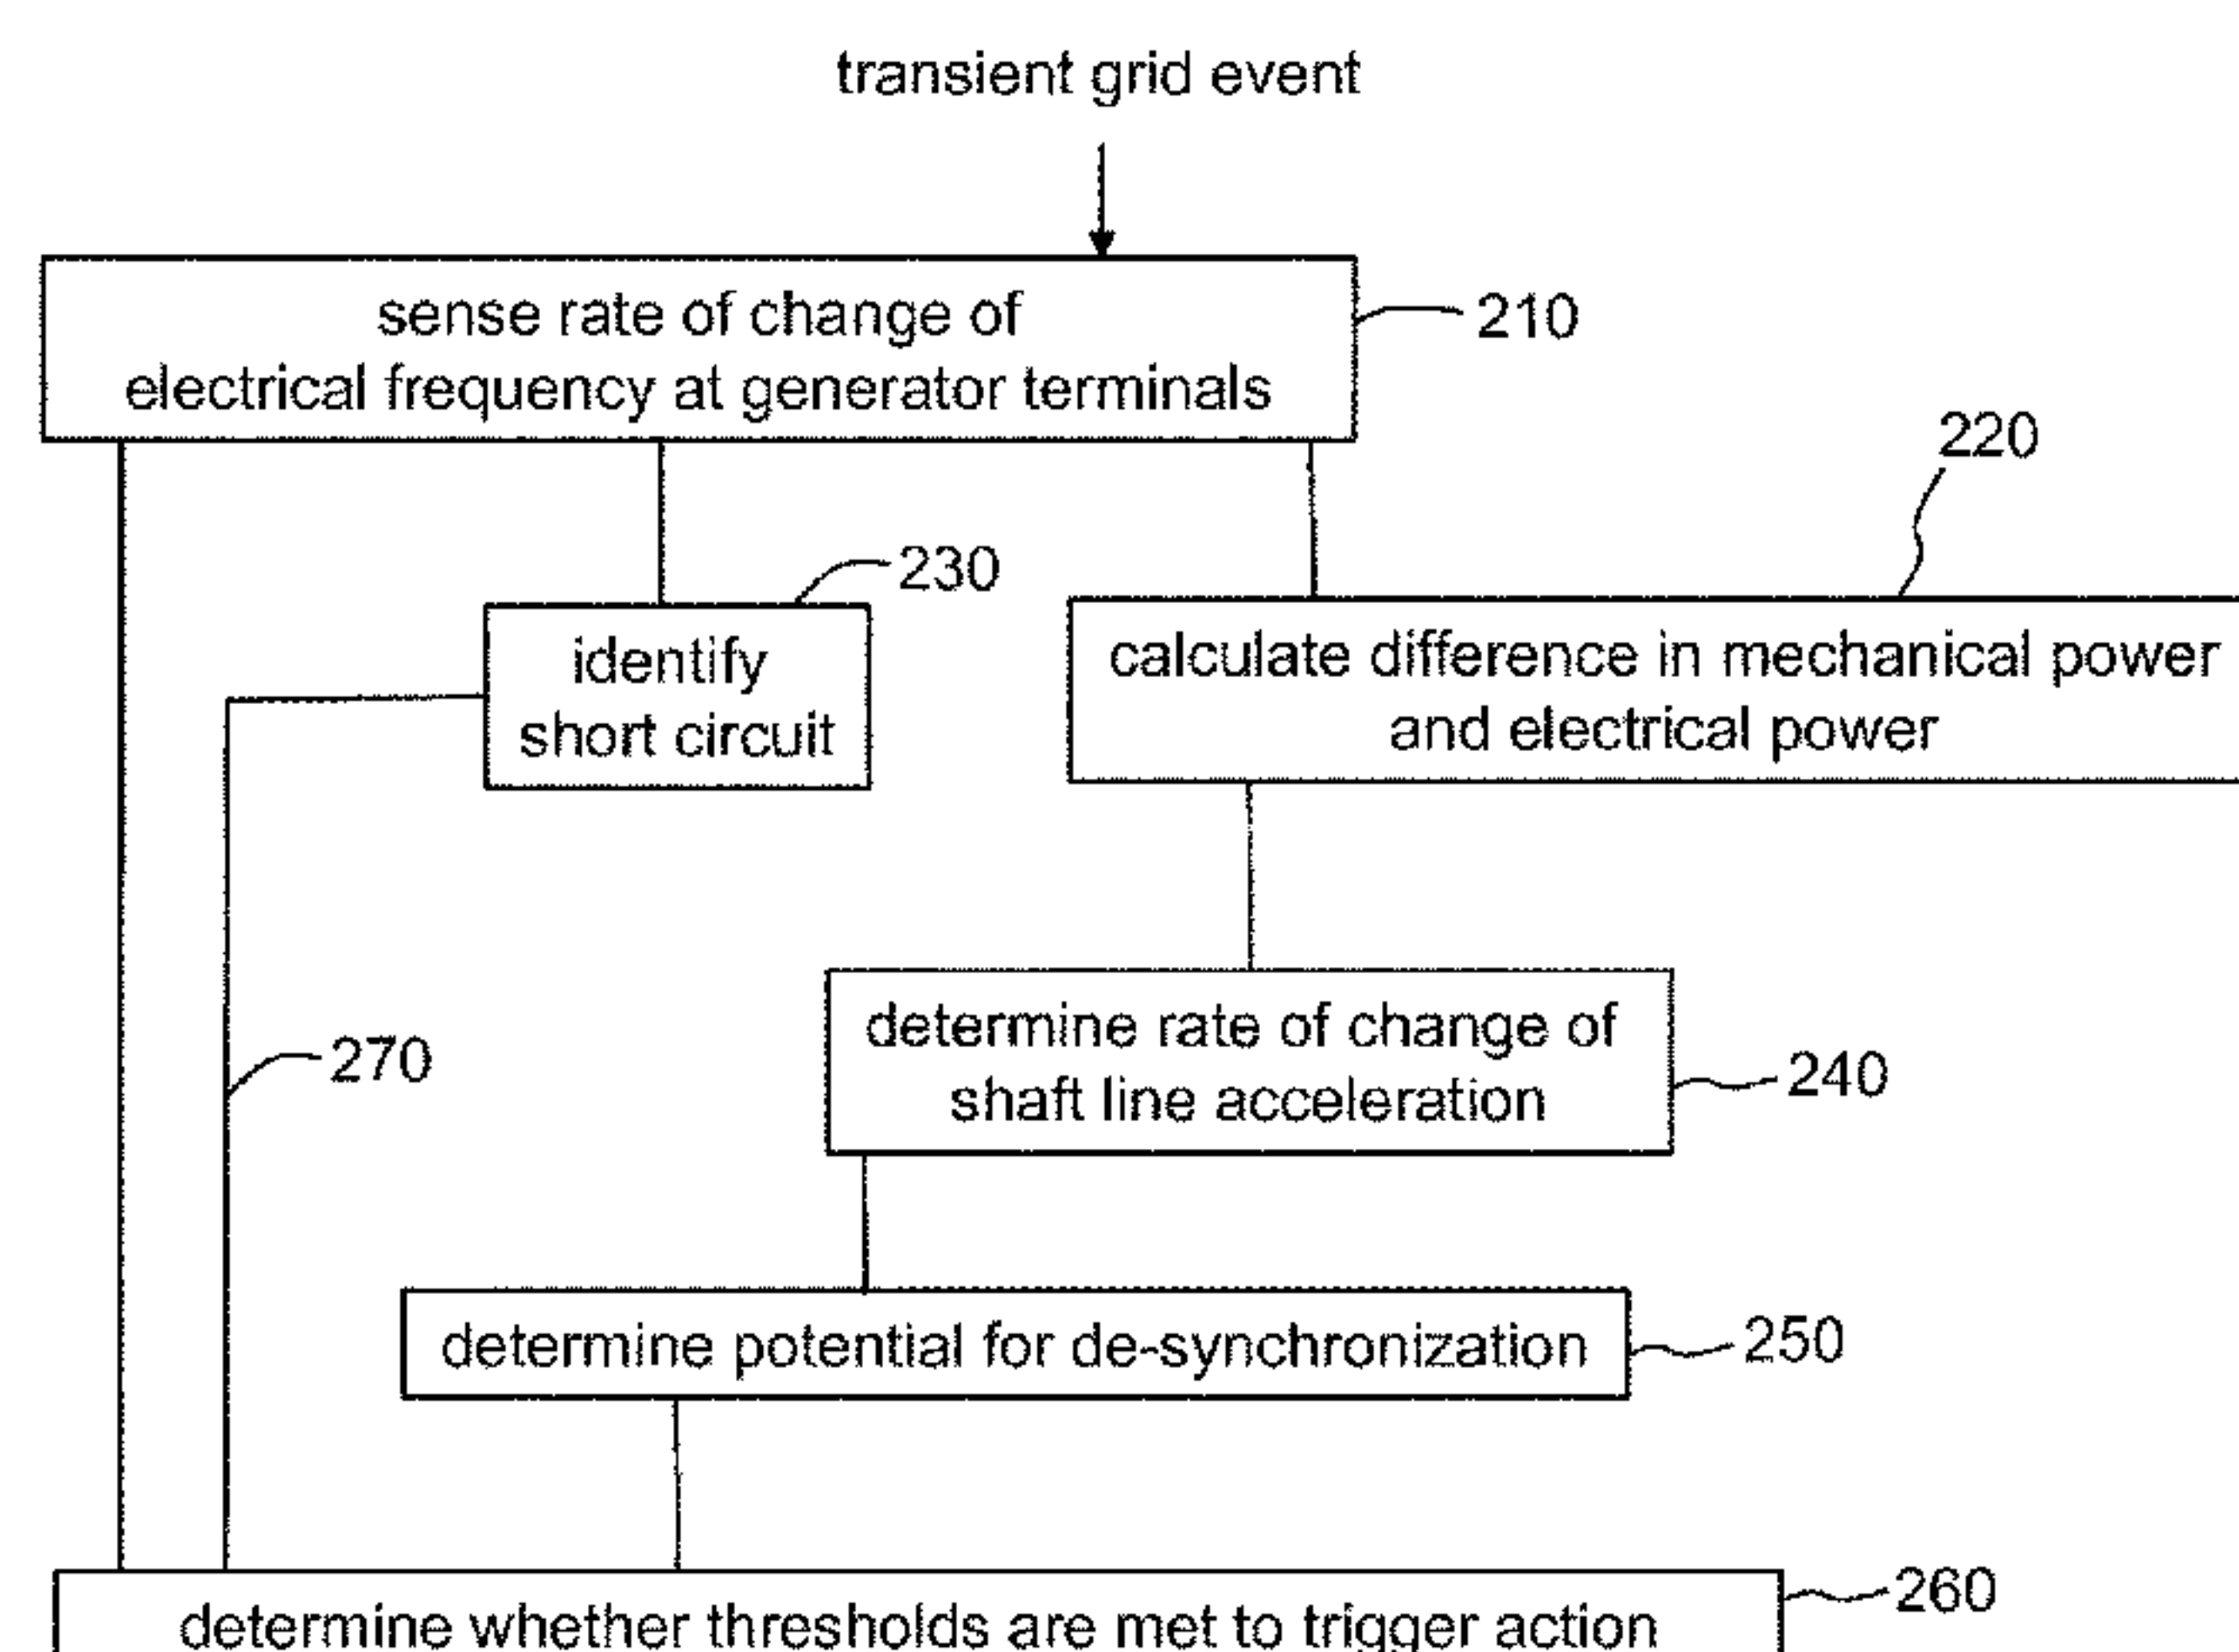 transient grid event
sense rate of change of
electrical frequency at generator terminals
210
220
230
identify
short circuit
calculate difference in mechanical power
and electrical power
270
determine rate of change of
shaft line acceleration
240
determine potential for de-synchronization
250
260
determine whether thresholds are met to trigger action